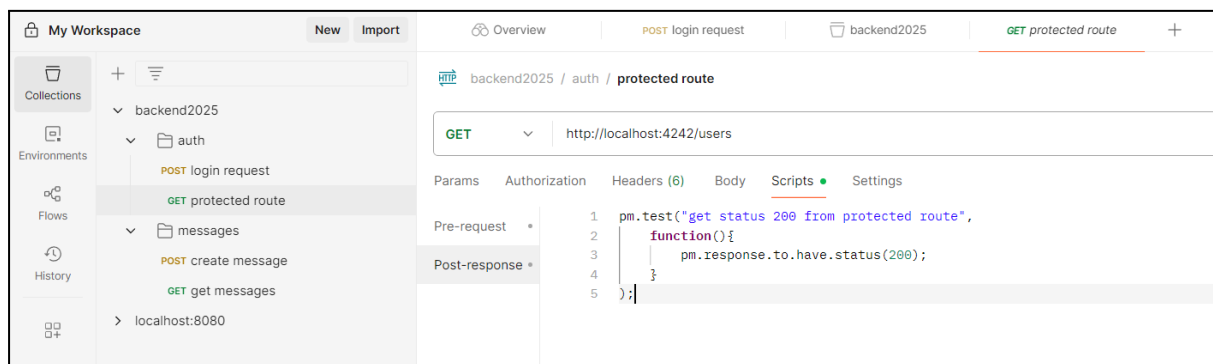 My Workspace
New
Import
Overview
POST login request
backend2025
GET protected route
Collections
Environments
Flows
History
backend2025
auth
POST login request
GET protected route
messages
POST create message
GET get messages
localhost:8080
HTTP backend2025 / auth / protected route
GET http://localhost:4242/users
Params Authorization Headers (6) Body Scripts Settings
Pre-request
Post-response
1 pm.test("get status 200 from protected route",
2 function(){
3 pm.response.to.have.status(200);
4 }
5 );